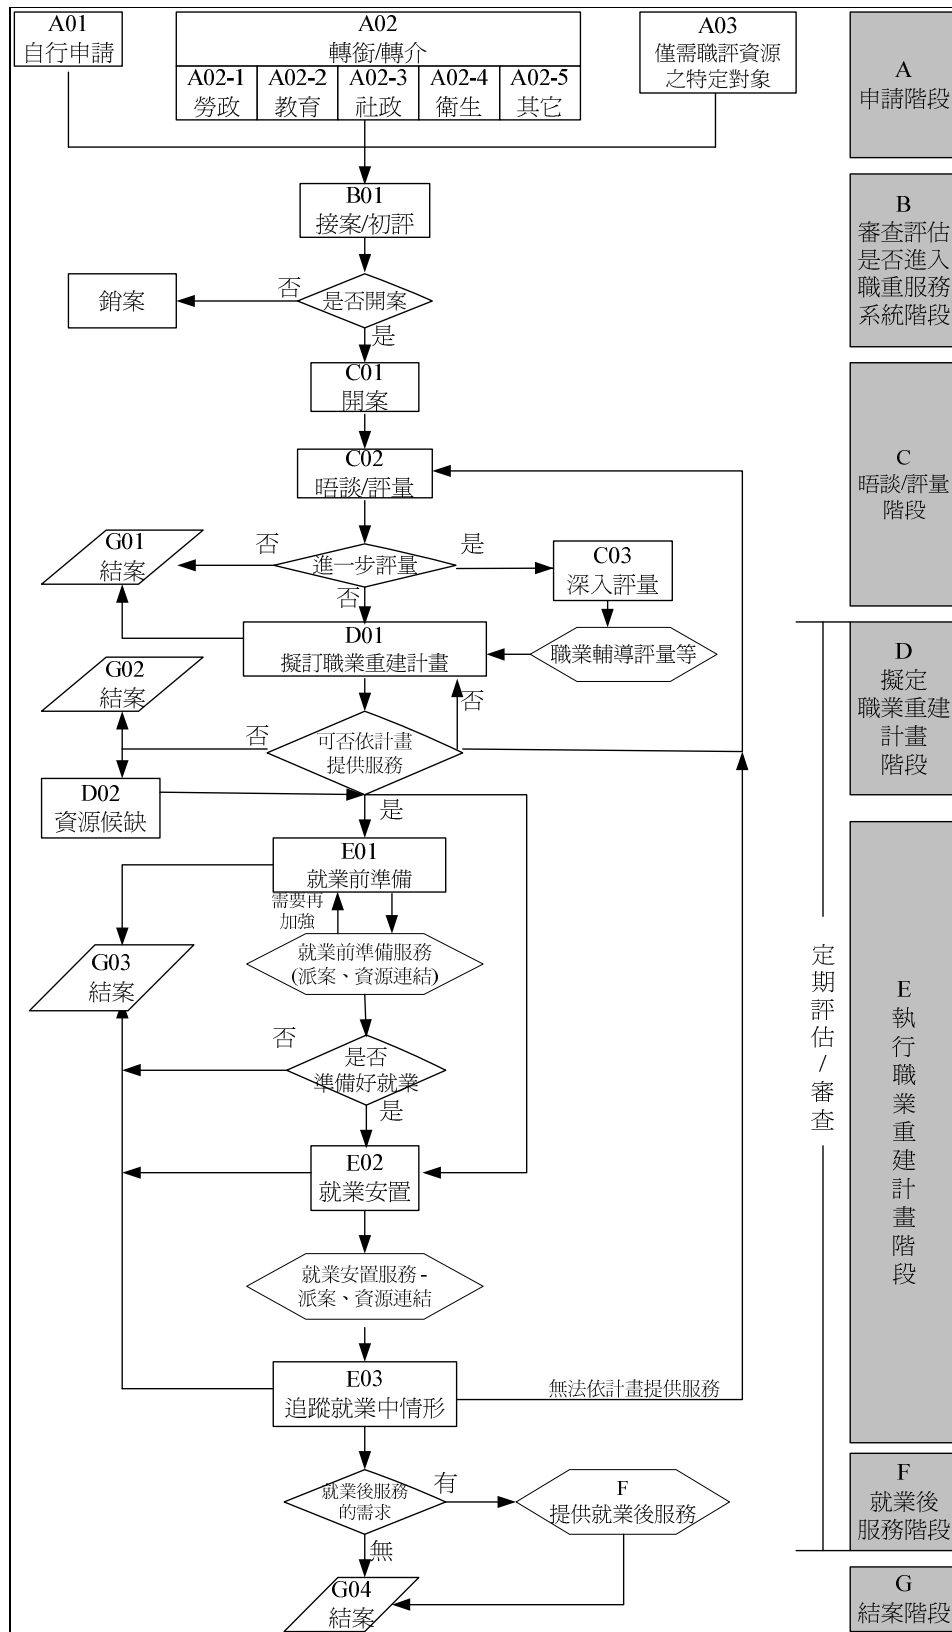 A01
自行申請
A02
轉銜/轉介
A02-1
勞政
A02-2
教育
A02-3
社政
A02-4
衛生
A02-5
其它
A03
僅需職評資源
之特定對象
A
申請階段
B01
接案/初評
B
審查評估
是否進入
職重服務
系統階段
銷案
否
是否開案
是
C01
開案
C02
晤談/評量
C
晤談/評量
階段
G01
結案
否
進一步評量
是
C03
深入評量
否
D01
擬訂職業重建計畫
職業輔導評量等
D
擬定
職業重建
計畫
階段
G02
結案
否
可否依計畫
提供服務
否
D02
資源候缺
是
E01
就業前準備
需要再
加強
就業前準備服務
(派案、資源連結)
G03
結案
否
是否
準備好就業
是
E02
就業安置
就業安置服務-
派案、資源連結
E03
追蹤就業中情形
無法依計畫提供服務
定期評估/審查
E
執行職業重建計畫階段
就業後服務
的需求
有
F
提供就業後服務
F
就業後
服務階段
無
G04
結案
G
結案階段